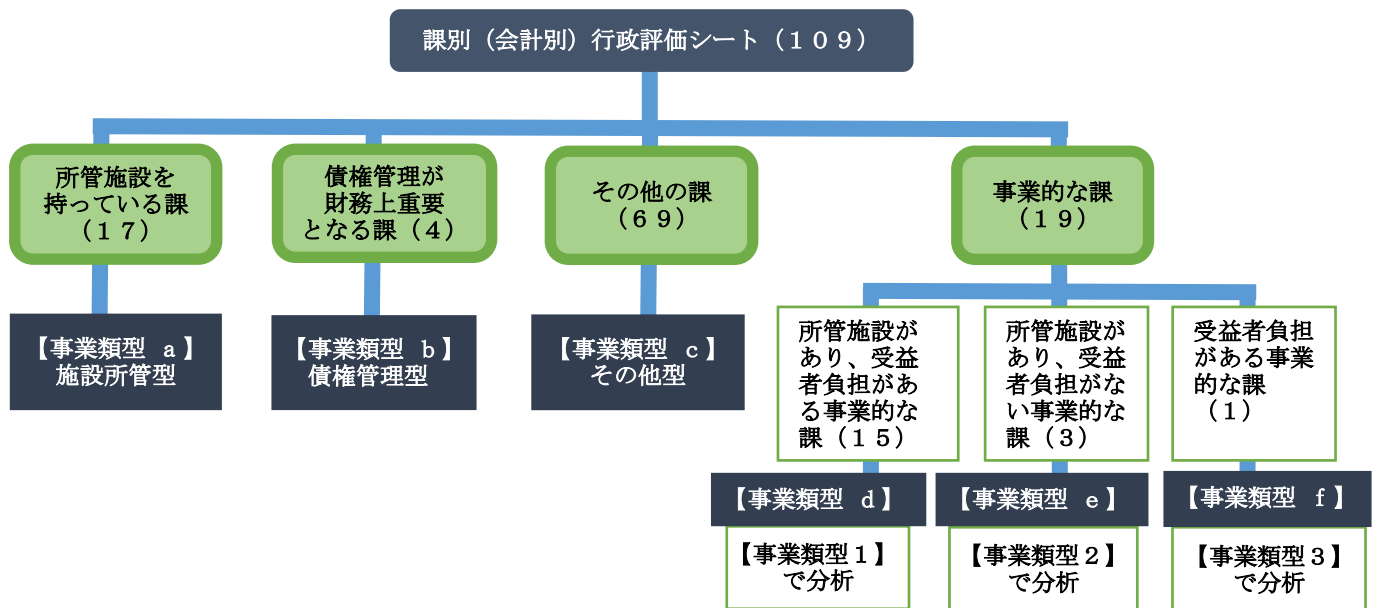 課別（会計別）行政評価シート（１０９）
所管施設を
持っている課
（１７）
債権管理が
財務上重要
となる課（４）
その他の課
（６９）
事業的な課
（１９）
【事業類型 ａ】
施設所管型
【事業類型 ｂ】
債権管理型
【事業類型 ｃ】
その他型
所管施設が
あり、受益
者負担があ
る事業的な
課（１５）
所管施設が
あり、受益
者負担がな
い事業的な
課（３）
受益者負担
がある事業
的な課
（１）
【事業類型 ｄ】
【事業類型 ｅ】
【事業類型 ｆ】
【事業類型１】
で分析
【事業類型２】
で分析
【事業類型３】
で分析